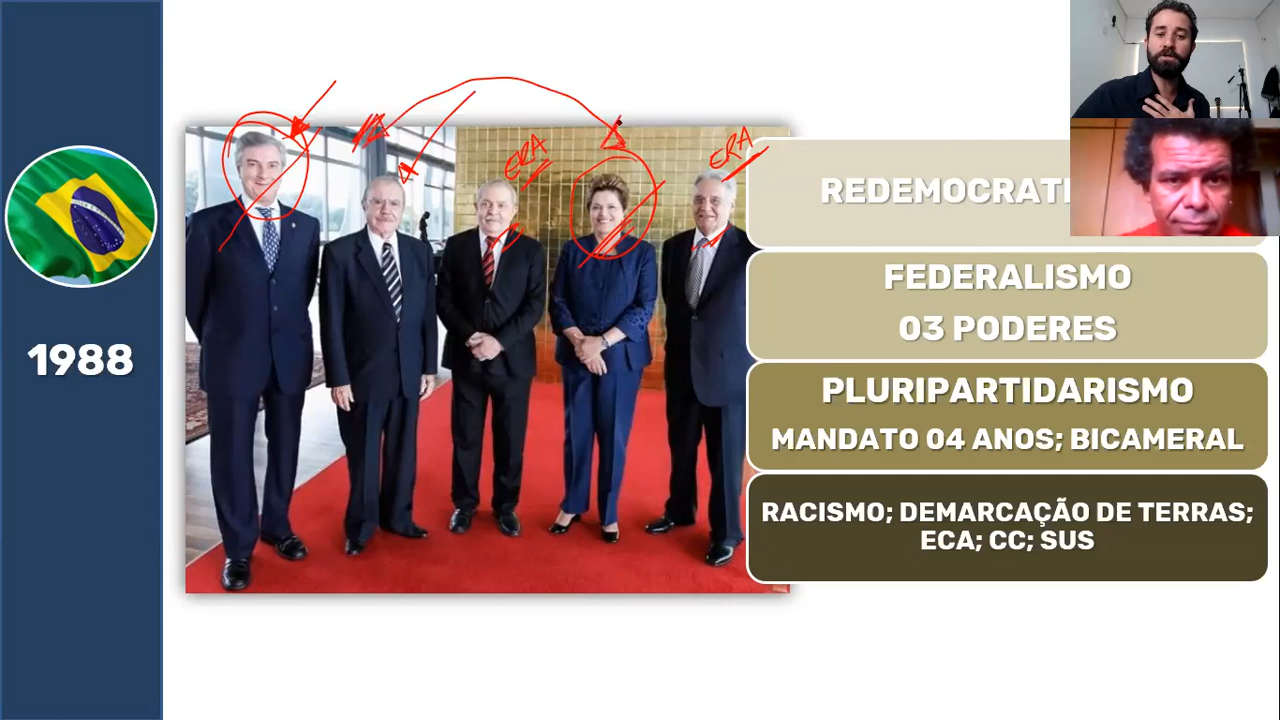 1988
ERA
ERA
REDEMOCRATI
FEDERALISMO
03 PODERES
PLURIPARTIDARISMO
MANDATO 04 ANOS; BICAMERAL
RACISMO; DEMARCAÇÃO DE TERRAS;
ECA; CC; SUS